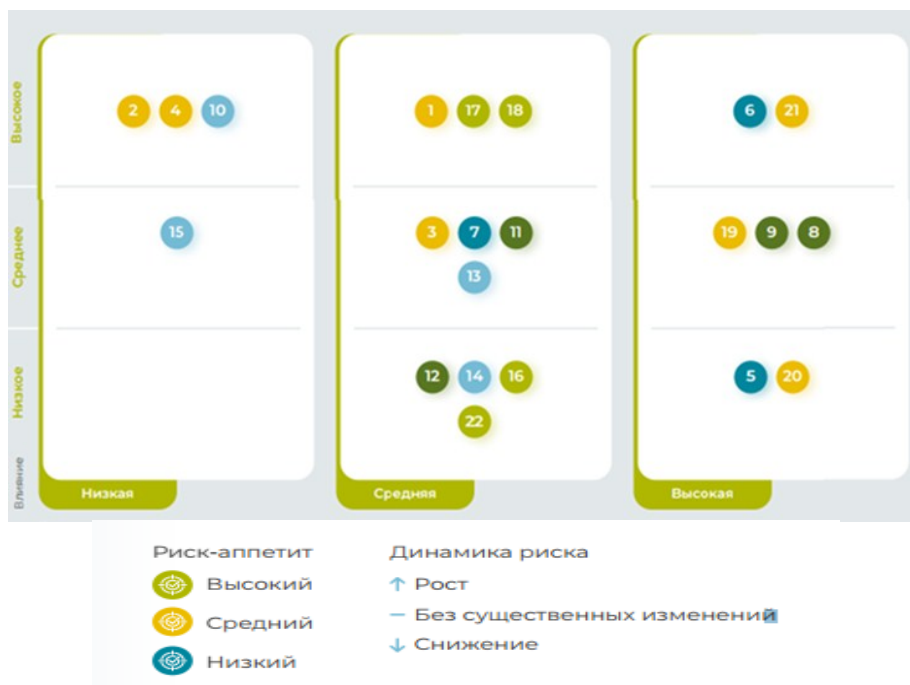 Высокое
2 4 10
1 17 18
6 21
Среднее
15
3 7 11
13
19 9 8
Низкое
12 14 16
22
5 20
Влияние
Низкая
Средняя
Высокая
Риск-аппетит
Высокий
Средний
Низкий
Динамика риска
↑ Рост
– Без существенных изменений
↓ Снижение